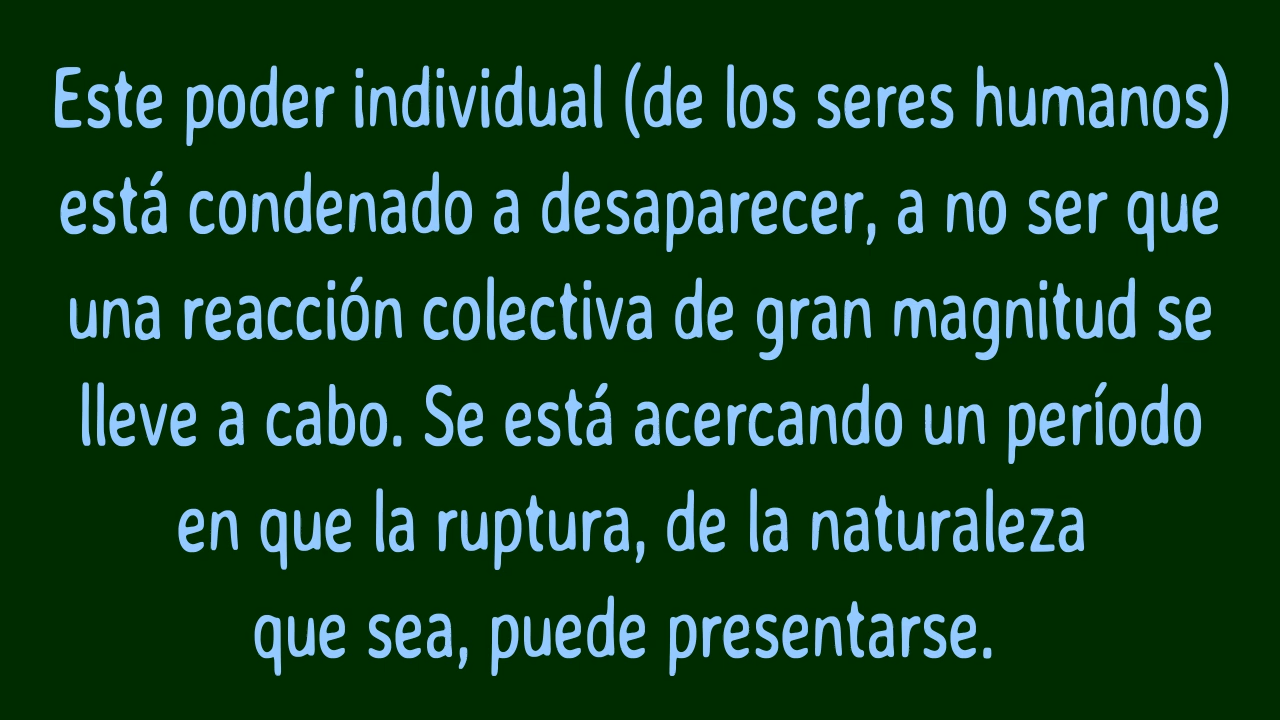 Este poder individual (de los seres humanos)
está condenado a desaparecer, a no ser que
una reacción colectiva de gran magnitud se
lleve a cabo. Se está acercando un período
en que la ruptura, de la naturaleza
que sea, puede presentarse.